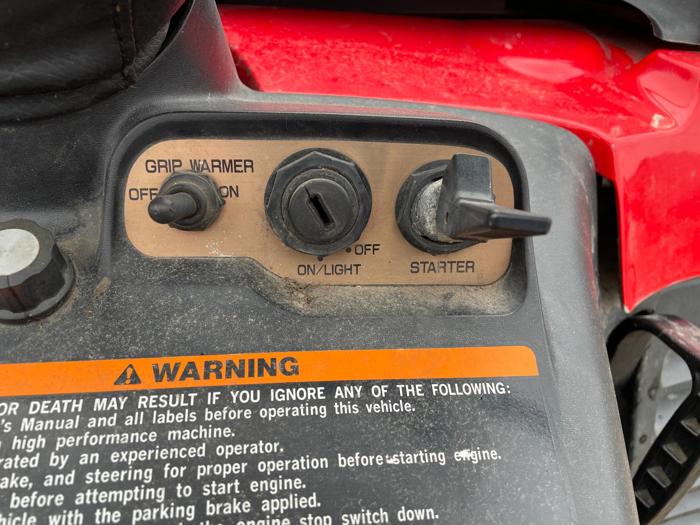 GRIP WARMER
OFF ON
OFF
ON/LIGHT STARTER
WARNING
OR DEATH MAY RESULT IF YOU IGNORE ANY OF THE FOLLOWING:
's Manual and all labels before operating this vehicle.
high performance machine.
rated by an experienced operator.
ake, and steering for proper operation before starting engine.
before attempting to start engine.
hicle with the parking brake applied.
the engine stop switch down.